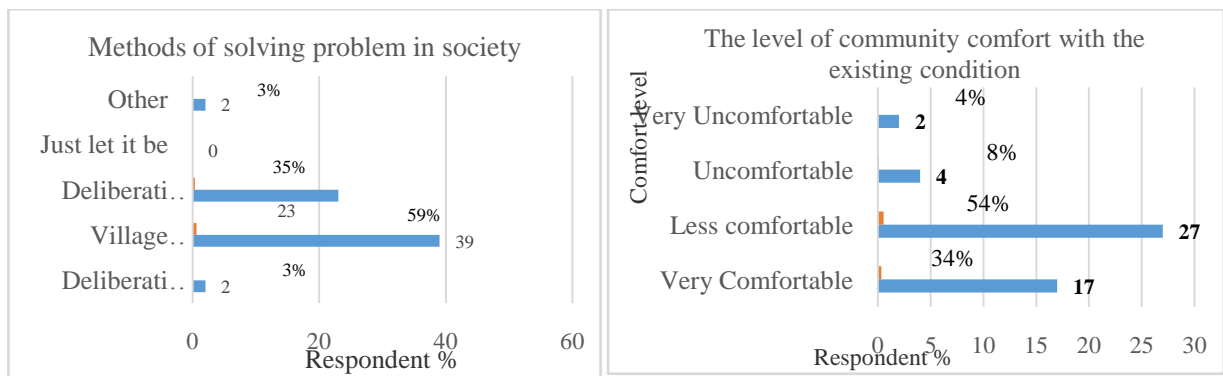 Methods of solving problem in society
3%
Other
2
Just let it be
0
35%
Deliberati..
23
59%
Village..
39
3%
Deliberati..
2
0
20
40
60
Respondent %
The level of community comfort with the
existing condition
Comfort level
4%
Very Uncomfortable
2
8%
Uncomfortable
4
54%
Less comfortable
27
34%
Very Comfortable
17
0
5
10
15
20
25
30
Respondent %